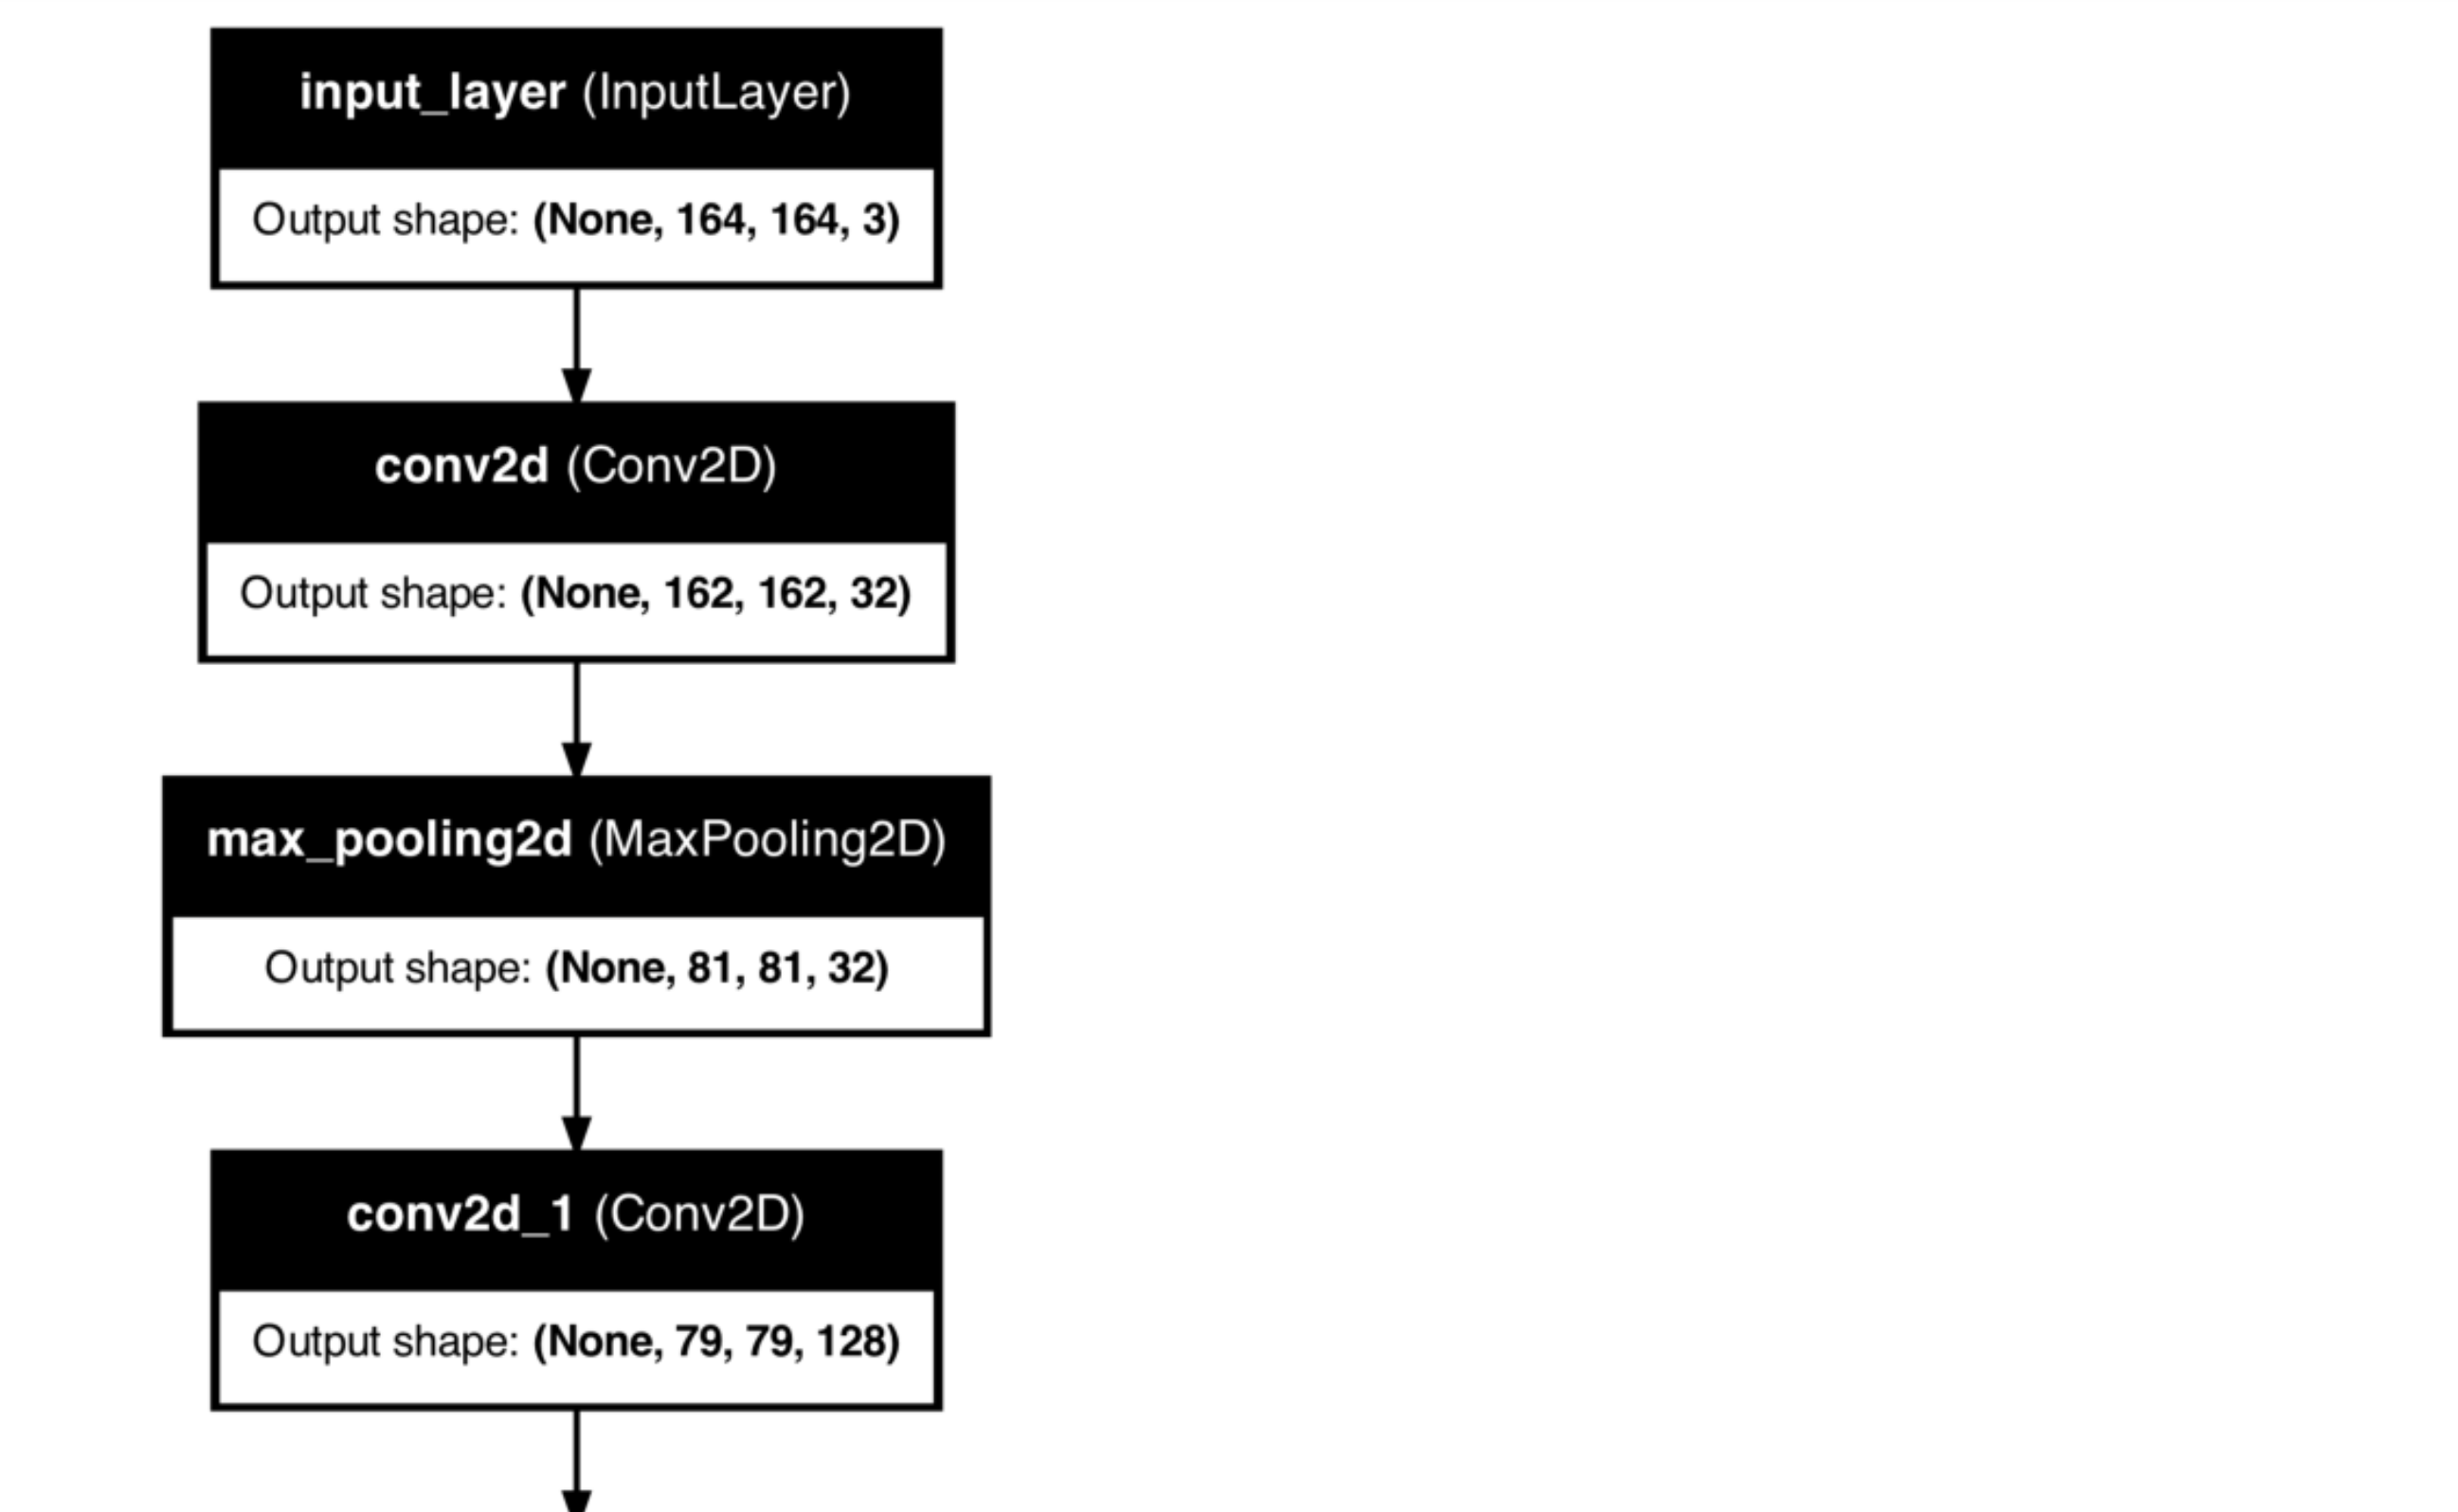 input_layer (InputLayer)
Output shape: (None, 164, 164, 3)
conv2d (Conv2D)
Output shape: (None, 162, 162, 32)
max_pooling2d (MaxPooling2D)
Output shape: (None, 81, 81, 32)
conv2d_1 (Conv2D)
Output shape: (None, 79, 79, 128)